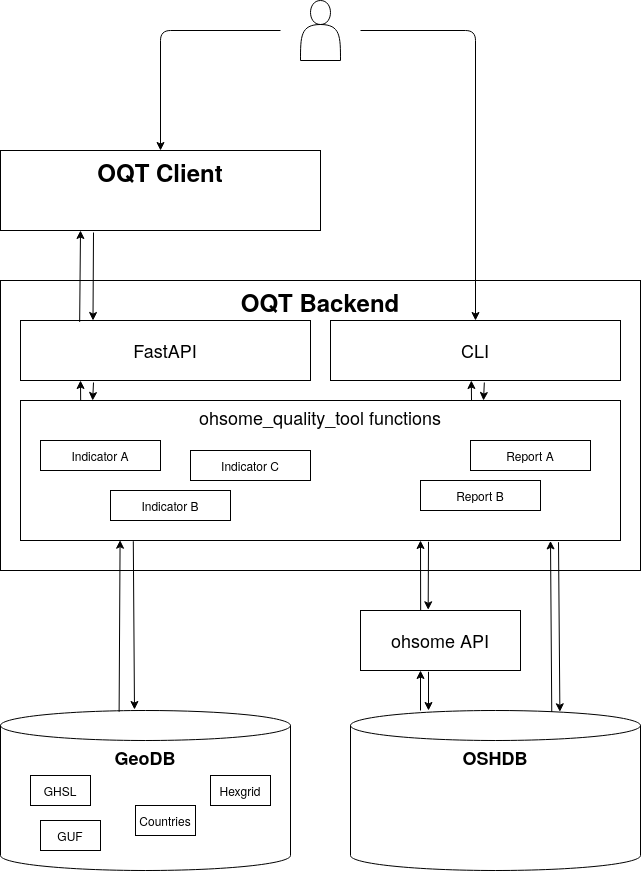 OQT Client
OQT Backend
FastAPI
CLI
ohsome_quality_tool functions
Indicator A
Indicator C
Indicator B
Report A
Report B
ohsome API
GeoDB
GHSL
Hexgrid
Countries
GUF
OSHDB